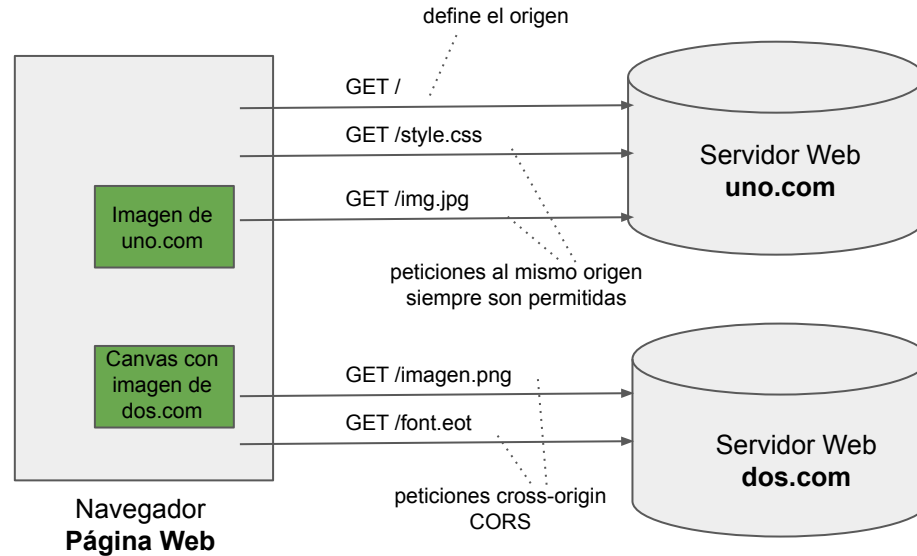 define el origen
GET /
GET /style.css
Servidor Web
uno.com
Imagen de
uno.com
GET /img.jpg
peticiones al mismo origen
siempre son permitidas
Canvas con
imagen de
dos.com
GET /imagen.png
GET /font.eot
Servidor Web
dos.com
peticiones cross-origin
CORS
Navegador
Página Web